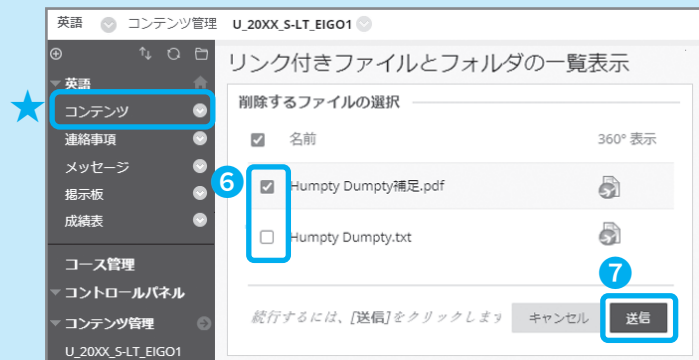 英語 コンテンツ管理 U_20XX_S-LT_EIGO1
リンク付きファイルとフォルダの一覧表示
英語
★ コンテンツ
連絡事項
メッセージ
掲示板
成績表
コース管理
コントロールパネル
コンテンツ管理
U_20XX_S-LT_EIGO1
削除するファイルの選択
名前 360° 表示
6
Humpty Dumpty補足.pdf
Humpty Dumpty.txt
7
続行するには、[送信]をクリックします
キャンセル 送信